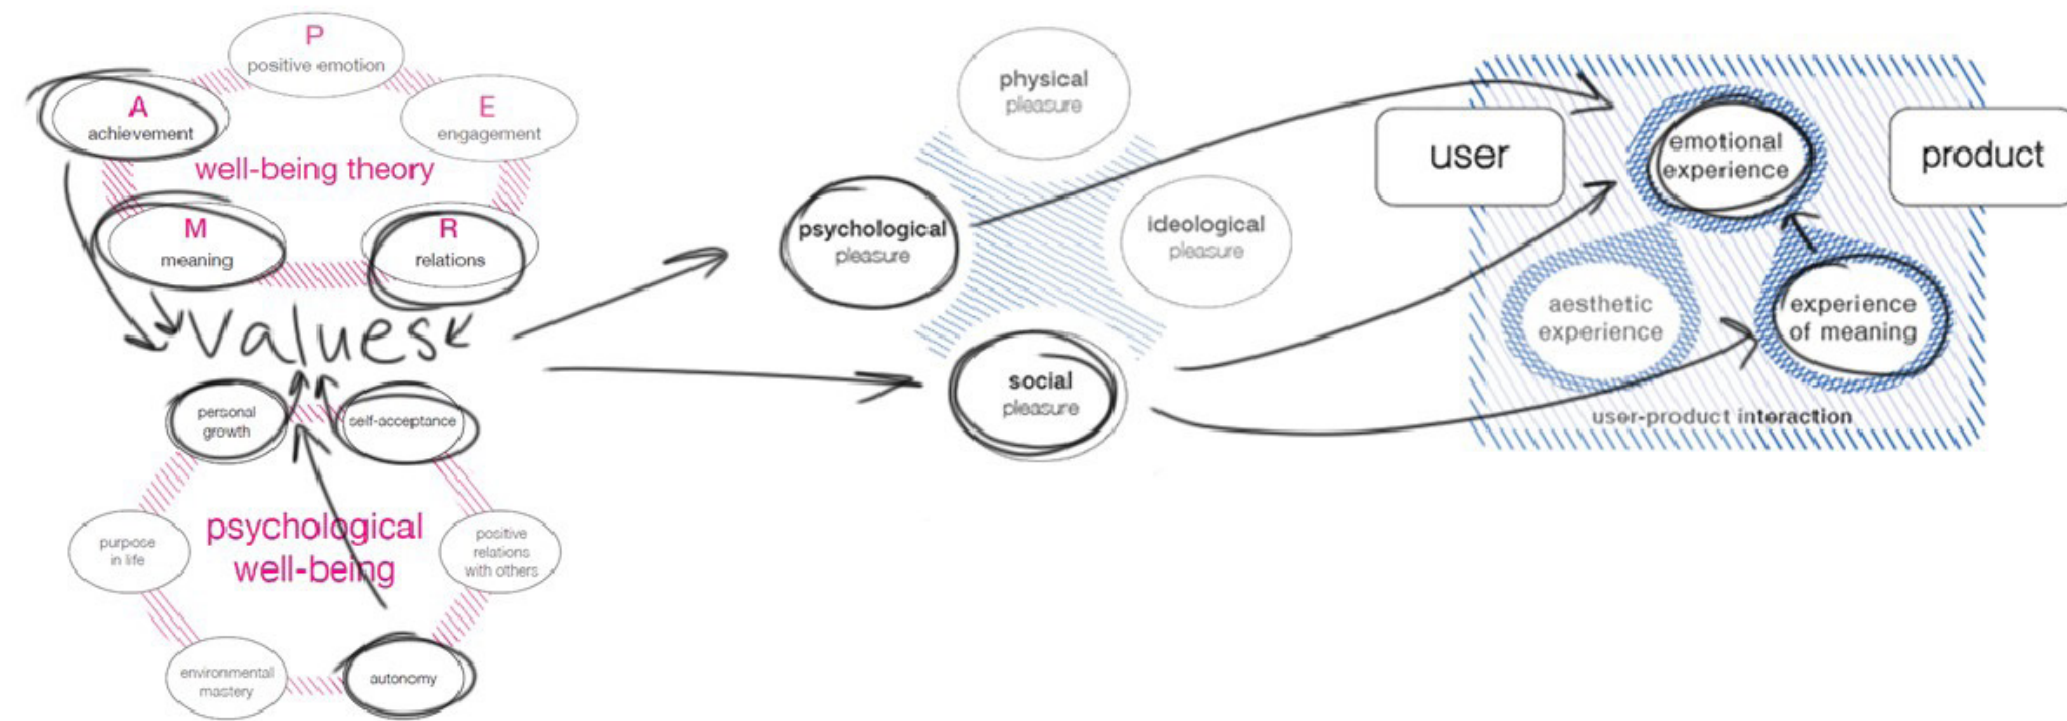 P
positive emotion
A
achievement
E
engagement
well-being theory
M
meaning
R
relations
Values
personal
growth
self-acceptance
purpose
in life
psychological
well-being
positive
relations
with others
environmental
mastery
autonomy
physical
pleasure
psychological
pleasure
ideological
pleasure
social
pleasure
user
emotional
experience
product
aesthetic
experience
experience
of meaning
user-product interaction